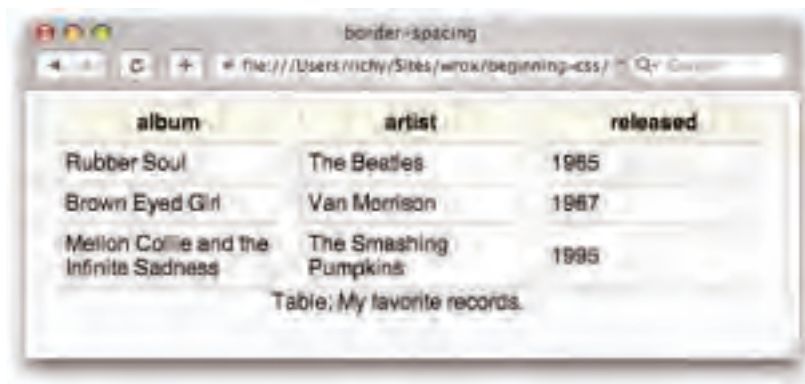 border-spacing
file:///Users/richy/Sites/wrox/beginning-css/
album artist released
Rubber Soul The Beatles 1965
Brown Eyed Girl Van Morrison 1967
Mellon Collie and the Infinite Sadness The Smashing Pumpkins 1995
Table: My favorite records.